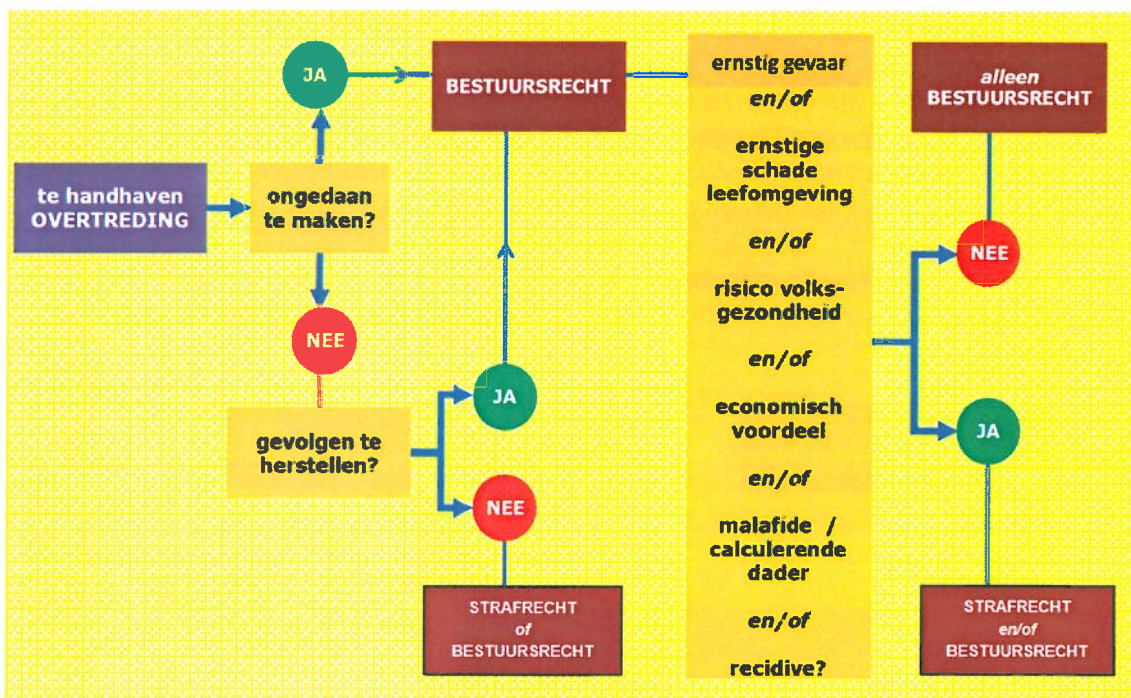 te handhaven
OVERTREDING
ongedaan
te maken?
JA
BESTUURSRECHT
NEE
gevolgen te
herstellen?
JA
NEE
STRAFRECHT
of
BESTUURSRECHT
ernstig gevaar
en/of
ernstige
schade
leefomgeving
en/of
risico volks-
gezondheid
en/of
economisch
voordeel
en/of
malafide /
calculerende
dader
en/of
recidive?
NEE
alleen
BESTUURSRECHT
JA
STRAFRECHT
en/of
BESTUURSRECHT